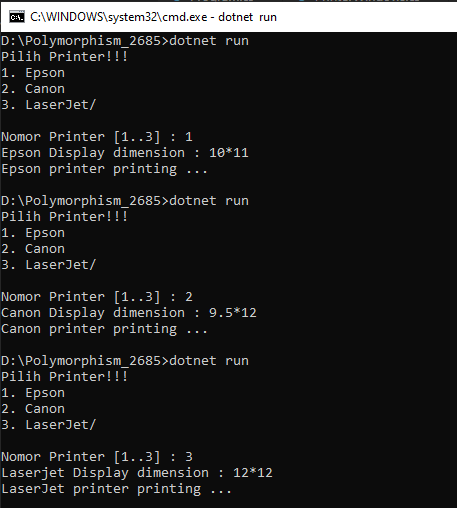 C:\WINDOWS\system32\cmd.exe - dotnet run
D:\Polymorphism_2685>dotnet run
Pilih Printer!!!
1. Epson
2. Canon
3. LaserJet/
Nomor Printer [1..3] : 1
Epson Display dimension : 10*11
Epson printer printing ...
D:\Polymorphism_2685>dotnet run
Pilih Printer!!!
1. Epson
2. Canon
3. LaserJet/
Nomor Printer [1..3] : 2
Canon Display dimension : 9.5*12
Canon printer printing ...
D:\Polymorphism_2685>dotnet run
Pilih Printer!!!
1. Epson
2. Canon
3. LaserJet/
Nomor Printer [1..3] : 3
Laserjet Display dimension : 12*12
LaserJet printer printing ...